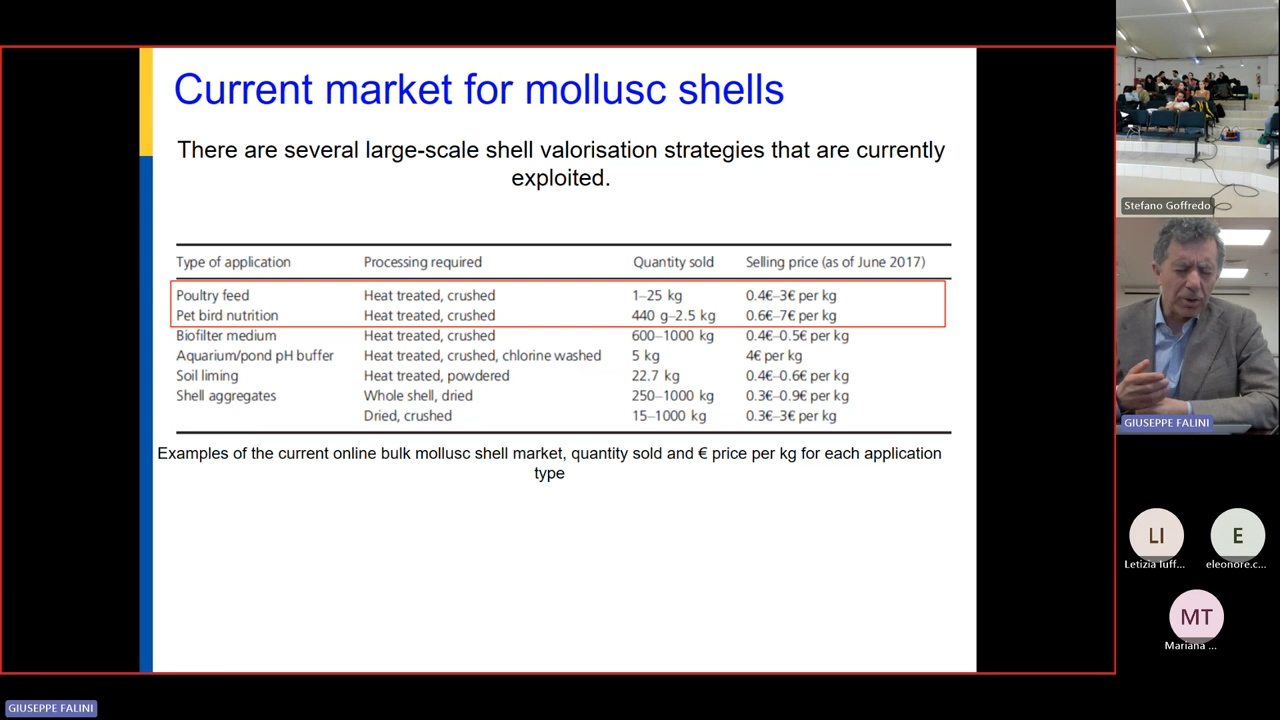 Current market for mollusc shells
There are several large-scale shell valorisation strategies that are currently
exploited.
Type of application Processing required Quantity sold Selling price (as of June 2017)
Poultry feed Heat treated, crushed 1–25 kg 0.4€–3€ per kg
Pet bird nutrition Heat treated, crushed 440 g–2.5 kg 0.6€–7€ per kg
Biofilter medium Heat treated, crushed 600–1000 kg 0.4€–0.5€ per kg
Aquarium/pond pH buffer Heat treated, crushed, chlorine washed 5 kg 4€ per kg
Soil liming Heat treated, powdered 22.7 kg 0.4€–0.6€ per kg
Shell aggregates Whole shell, dried 250–1000 kg 0.3€–0.9€ per kg
Dried, crushed 15–1000 kg 0.3€–3€ per kg
Examples of the current online bulk mollusc shell market, quantity sold and € price per kg for each application
type
Stefano Goffredo
GIUSEPPE FALINI
LI
E
Letizia Iuff...
eleonore.c...
MT
Mariana ...
GIUSEPPE FALINI